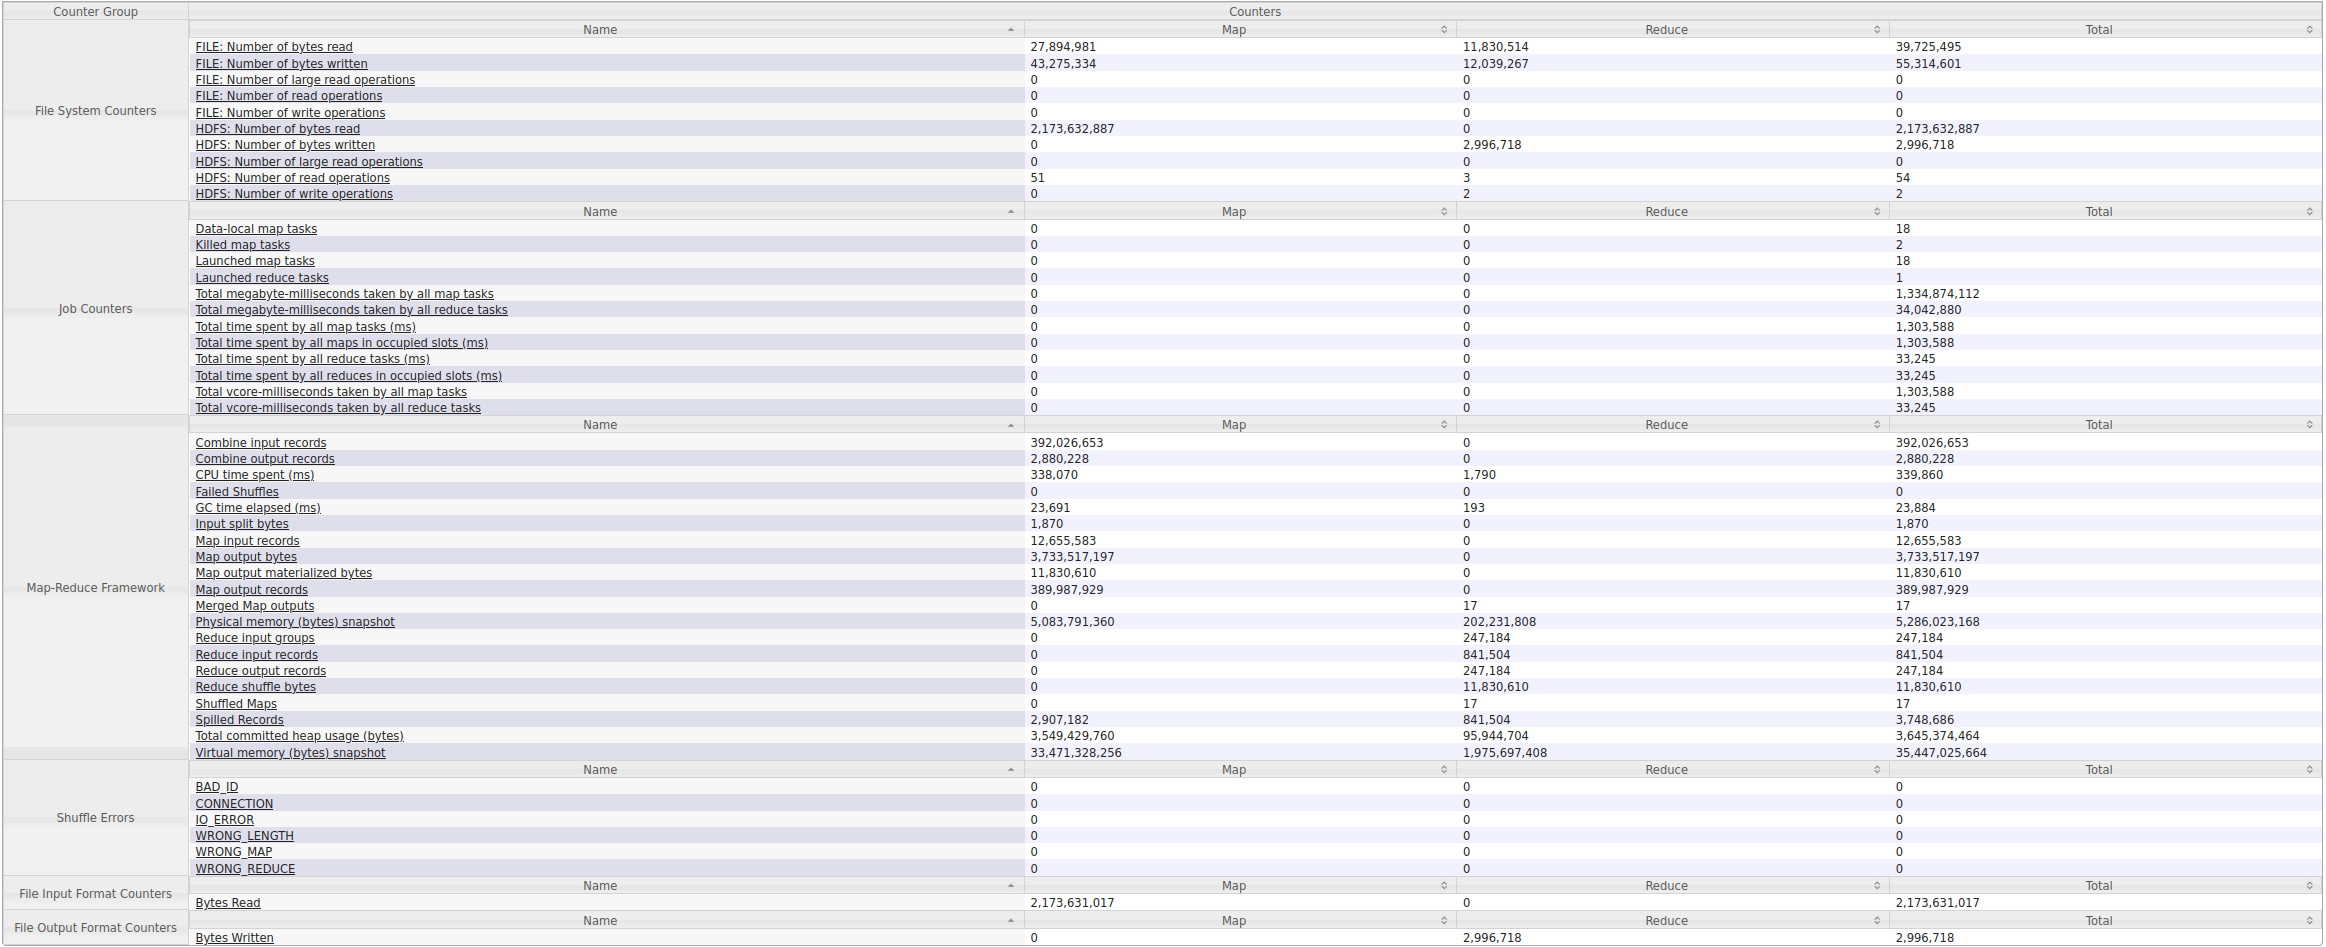 Counter Group Counters
File System Counters
Name Map Reduce Total
FILE: Number of bytes read 27,894,981 11,830,514 39,725,495
FILE: Number of bytes written 43,275,334 12,039,267 55,314,601
FILE: Number of large read operations 0 0 0
FILE: Number of read operations 0 0 0
FILE: Number of write operations 0 0 0
HDFS: Number of bytes read 2,173,632,887 0 2,173,632,887
HDFS: Number of bytes written 0 2,996,718 2,996,718
HDFS: Number of large read operations 0 0 0
HDFS: Number of read operations 51 3 54
HDFS: Number of write operations 0 2 2
Job Counters
Name Map Reduce Total
Data-local map tasks 0 0 18
Killed map tasks 0 0 2
Launched map tasks 0 0 18
Launched reduce tasks 0 0 1
Total megabyte-milliseconds taken by all map tasks 0 0 1,334,874,112
Total megabyte-milliseconds taken by all reduce tasks 0 0 34,042,880
Total time spent by all map tasks (ms) 0 0 1,303,588
Total time spent by all maps in occupied slots (ms) 0 0 1,303,588
Total time spent by all reduce tasks (ms) 0 0 33,245
Total time spent by all reduces in occupied slots (ms) 0 0 33,245
Total vcore-milliseconds taken by all map tasks 0 0 1,303,588
Total vcore-milliseconds taken by all reduce tasks 0 0 33,245
Map-Reduce Framework
Name Map Reduce Total
Combine input records 392,026,653 0 392,026,653
Combine output records 2,880,228 0 2,880,228
CPU time spent (ms) 338,070 1,790 339,860
Failed Shuffles 0 0 0
GC time elapsed (ms) 23,691 193 23,884
Input split bytes 1,870 0 1,870
Map input records 12,655,583 0 12,655,583
Map output bytes 3,733,517,197 0 3,733,517,197
Map output materialized bytes 11,830,610 0 11,830,610
Map output records 389,987,929 0 389,987,929
Merged Map outputs 0 17 17
Physical memory (bytes) snapshot 5,083,791,360 202,231,808 5,286,023,168
Reduce input groups 0 247,184 247,184
Reduce input records 0 841,504 841,504
Reduce output records 0 247,184 247,184
Reduce shuffle bytes 0 11,830,610 11,830,610
Shuffled Maps 0 17 17
Spilled Records 2,907,182 841,504 3,748,686
Total committed heap usage (bytes) 3,549,429,760 95,944,704 3,645,374,464
Virtual memory (bytes) snapshot 33,471,328,256 1,975,697,408 35,447,025,664
Shuffle Errors
Name Map Reduce Total
BAD_ID 0 0 0
CONNECTION 0 0 0
IO_ERROR 0 0 0
WRONG_LENGTH 0 0 0
WRONG_MAP 0 0 0
WRONG_REDUCE 0 0 0
File Input Format Counters
Name Map Reduce Total
Bytes Read 2,173,631,017 0 2,173,631,017
File Output Format Counters
Name Map Reduce Total
Bytes Written 0 2,996,718 2,996,718